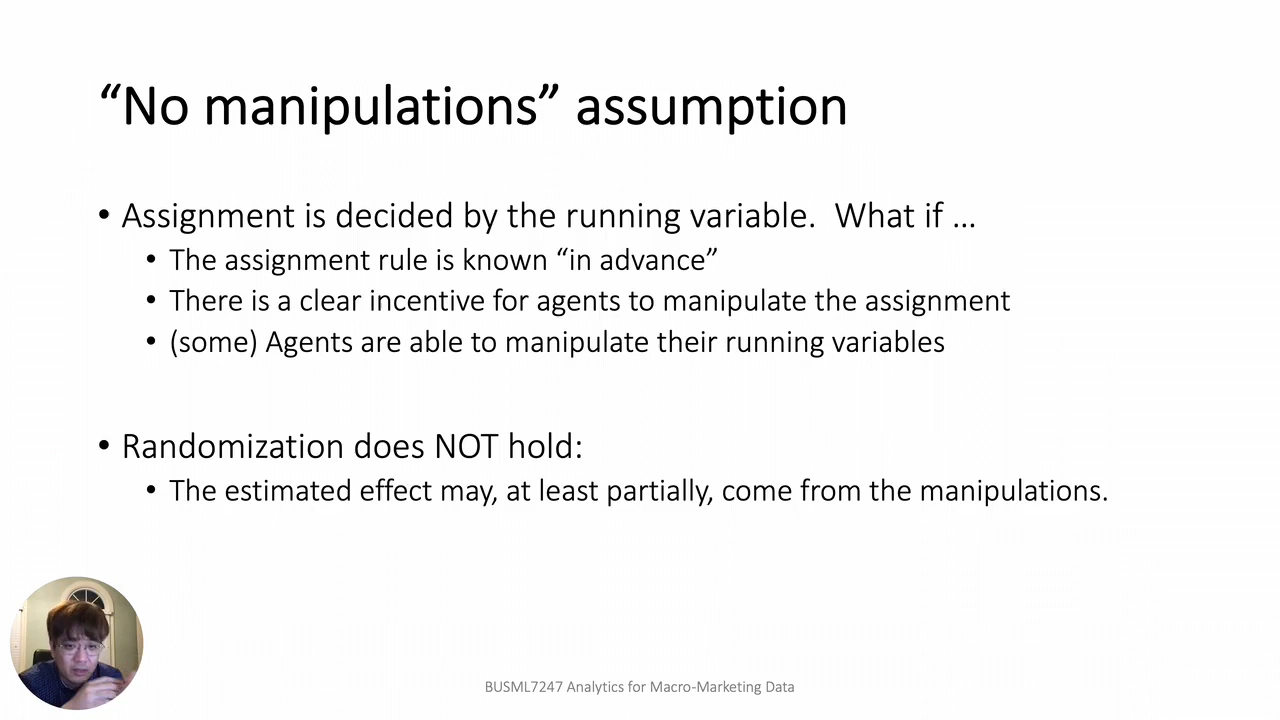 “No manipulations” assumption
• Assignment is decided by the running variable.  What if …
• The assignment rule is known “in advance”
• There is a clear incentive for agents to manipulate the assignment
• (some) Agents are able to manipulate their running variables
• Randomization does NOT hold:
• The estimated effect may, at least partially, come from the manipulations.
BUSML7247 Analytics for Macro-Marketing Data